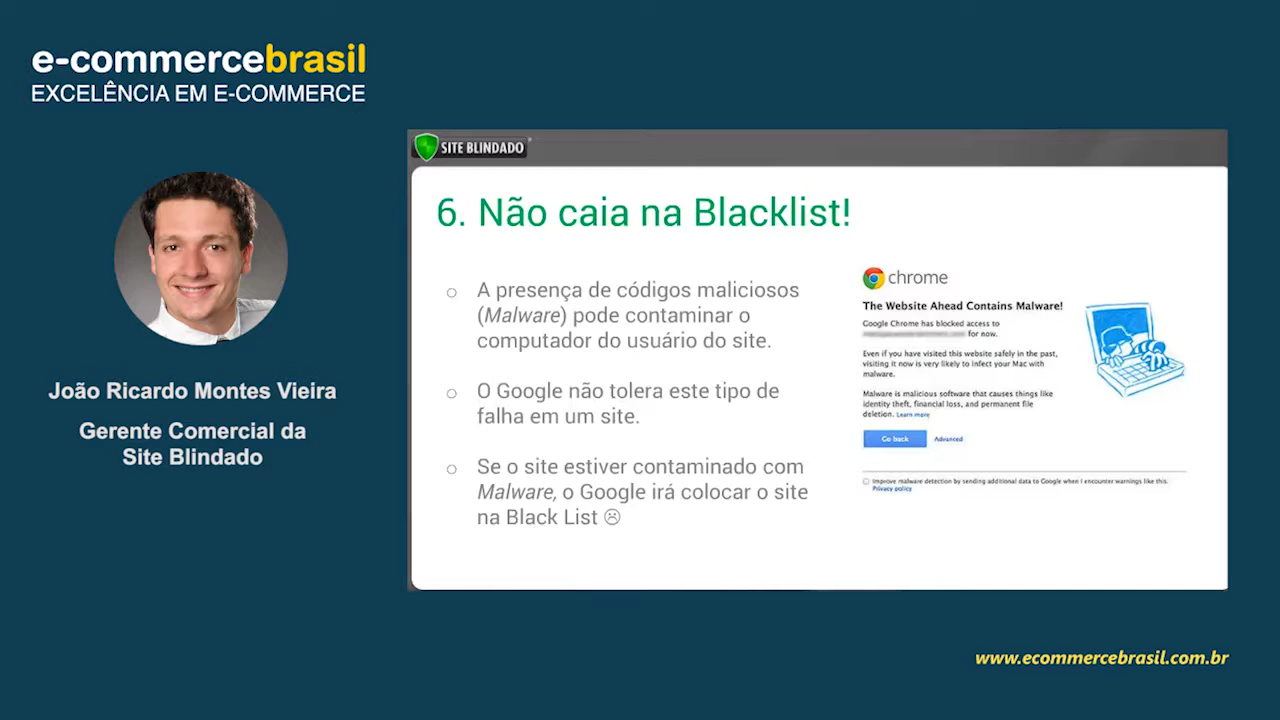 e-commercebrasil
EXCELÊNCIA EM E-COMMERCE
João Ricardo Montes Vieira
Gerente Comercial da
Site Blindado
SITE BLINDADO
6. Não caia na Blacklist!
A presença de códigos maliciosos
(Malware) pode contaminar o
computador do usuário do site.
O Google não tolera este tipo de
falha em um site.
Se o site estiver contaminado com
Malware, o Google irá colocar o site
na Black List ☹
chrome
The Website Ahead Contains Malware!
Google Chrome has blocked access to
for now.
Even if you have visited this website safely in the past,
visiting it now is very likely to infect your Mac with
malware.
Malware is malicious software that causes things like
identity theft, financial loss, and permanent file
deletion. Learn more
Go back Advanced
Improve malware detection by sending additional data to Google when I encounter warnings like this.
Privacy policy
www.ecommercebrasil.com.br